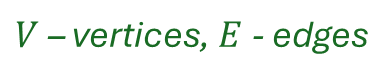 V – vertices, E - edges